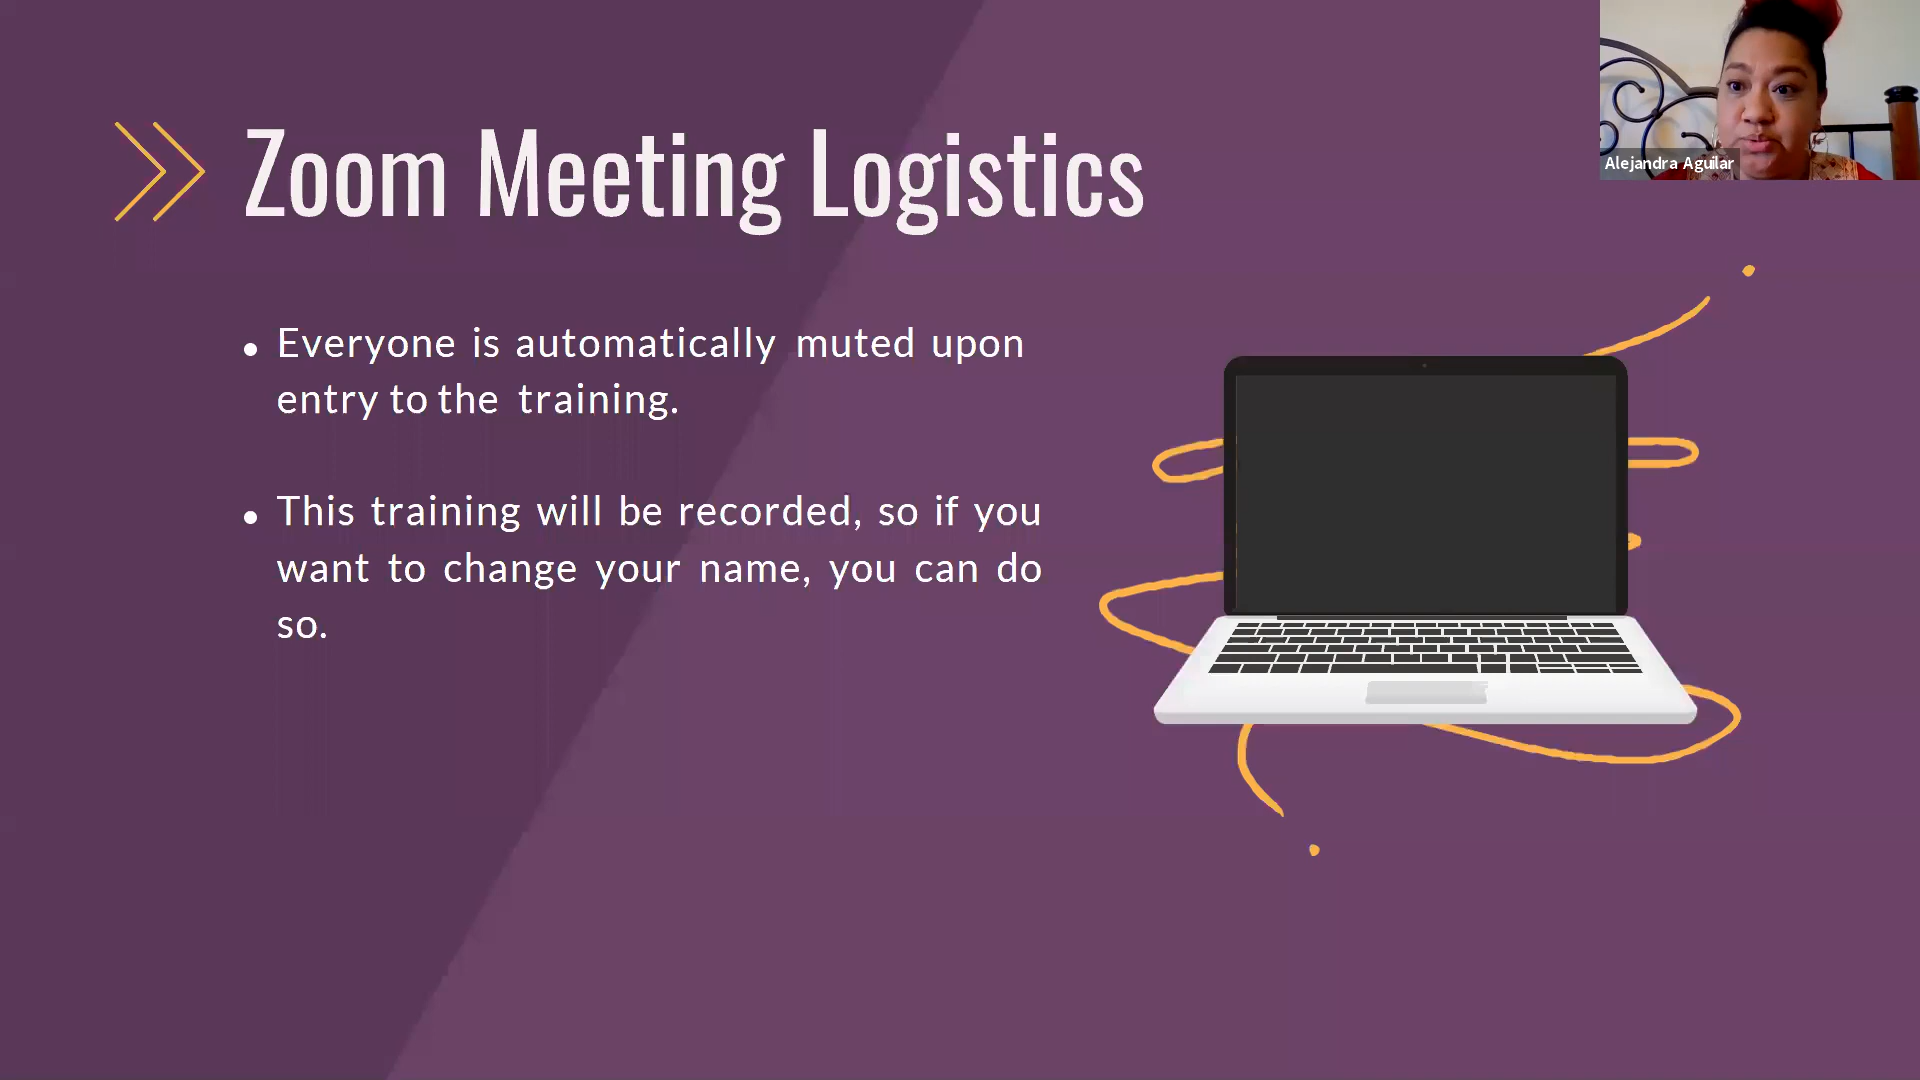 Zoom Meeting Logistics
Alejandra Aguilar
• Everyone is automatically muted upon
entry to the training.
• This training will be recorded, so if you
want to change your name, you can do
so.